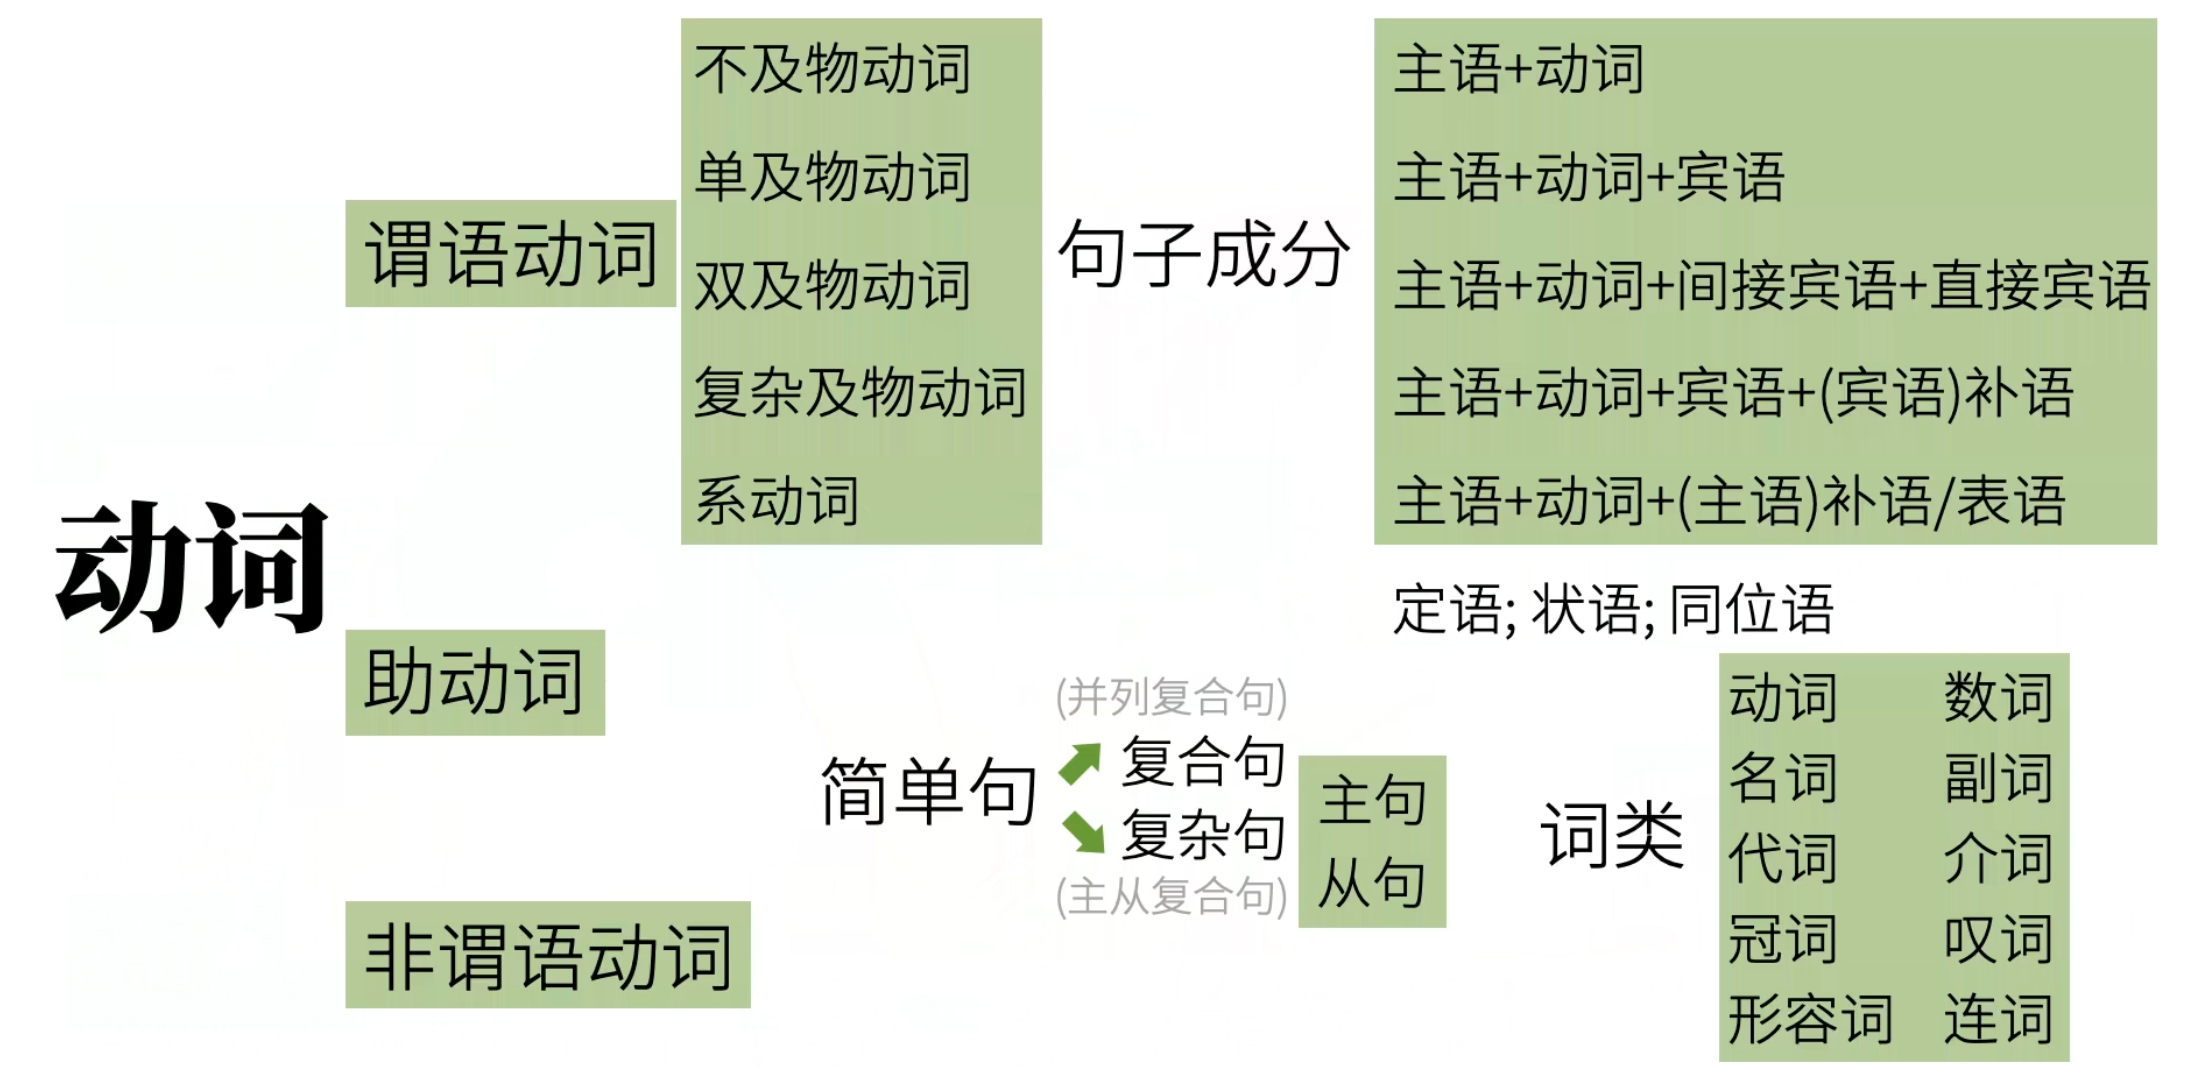 动词
谓语动词
不及物动词
单及物动词
双及物动词
复杂及物动词
系动词
句子成分
主语+动词
主语+动词+宾语
主语+动词+间接宾语+直接宾语
主语+动词+宾语+(宾语)补语
主语+动词+(主语)补语/表语
定语; 状语; 同位语
助动词
非谓语动词
简单句
(并列复合句)
复合句
复杂句
(主从复合句)
主句
从句
词类
动词 数词
名词 副词
代词 介词
冠词 叹词
形容词 连词